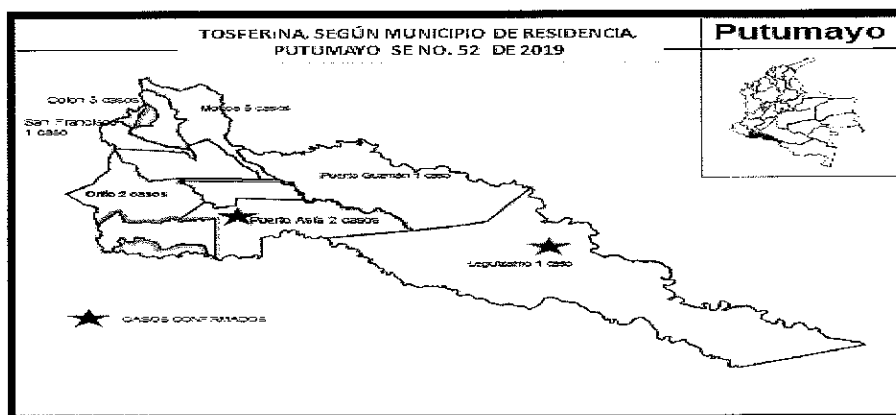 TOSFERINA, SEGÚN MUNICIPIO DE RESIDENCIA,
PUTUMAYO SE NO. 52 DE 2019
Putumayo
Colon 3 casos
Mocoa 5 casos
San Francisco
1 caso
Puerto Guzmán 1 caso
Orito 2 casos
Puerto Asís 2 casos
Leguizamo 1 caso
CASOS CONFIRMADOS